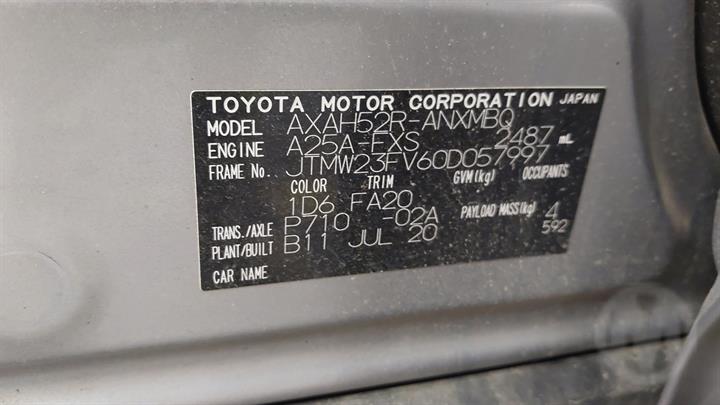 TOYOTA MOTOR CORPORATION JAPAN
MODEL AXAH52R-ANXMBQ
ENGINE A25A-FXS 2487 mL
FRAME No. JTMW23FV60D057997
COLOR TRIM GVM(kg) OCCUPANTS
1D6 FA20
TRANS./AXLE P710 -02A PAYLOAD MASS(kg) 4
592
PLANT/BUILT B11 JUL 20
CAR NAME